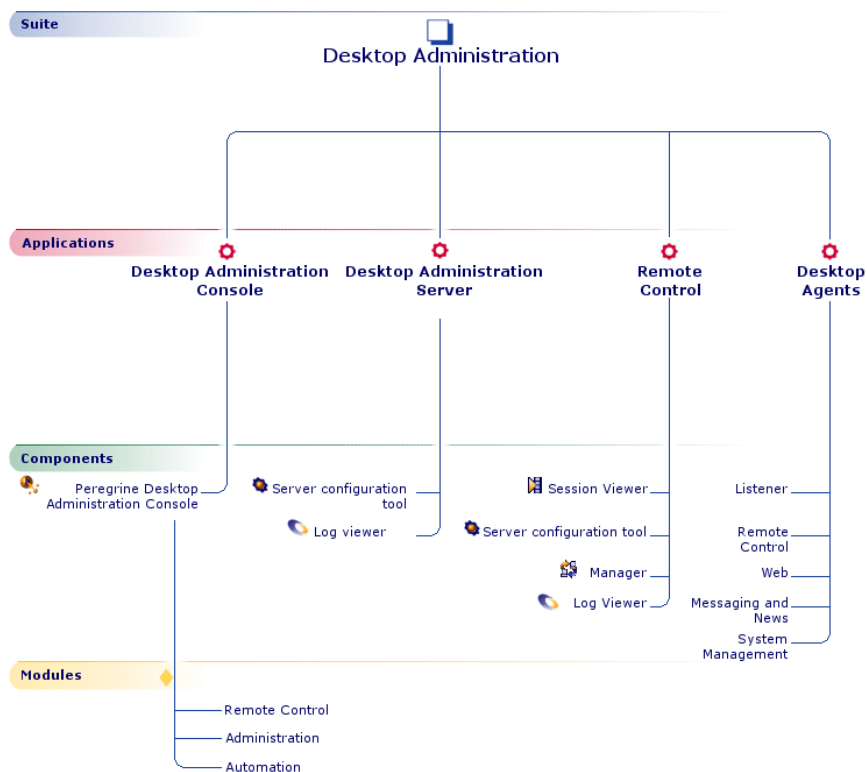 Suite
Desktop Administration
Applications
Desktop Administration
Console
Desktop Administration
Server
Remote
Control
Desktop
Agents
Components
Peregrine Desktop
Administration Console
Server configuration
tool
Log viewer
Session Viewer
Server configuration tool
Manager
Log Viewer
Listener
Remote
Control
Web
Messaging and
News
System
Management
Modules
Remote Control
Administration
Automation